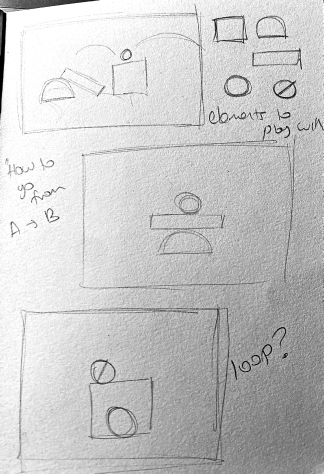 elements to
play with
"How to
go
from
A → B
loop?